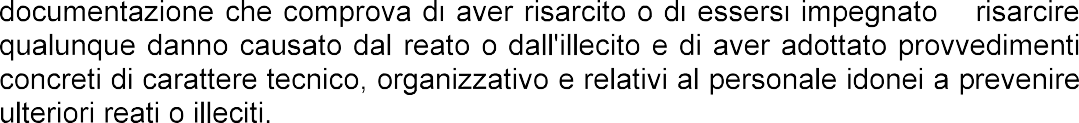 documentazione che comprova di aver risarcito o di essersi impegnato risarcire
qualunque danno causato dal reato o dall'illecito e di aver adottato provvedimenti
concreti di carattere tecnico, organizzativo e relativi al personale idonei a prevenire
ulteriori reati o illeciti.